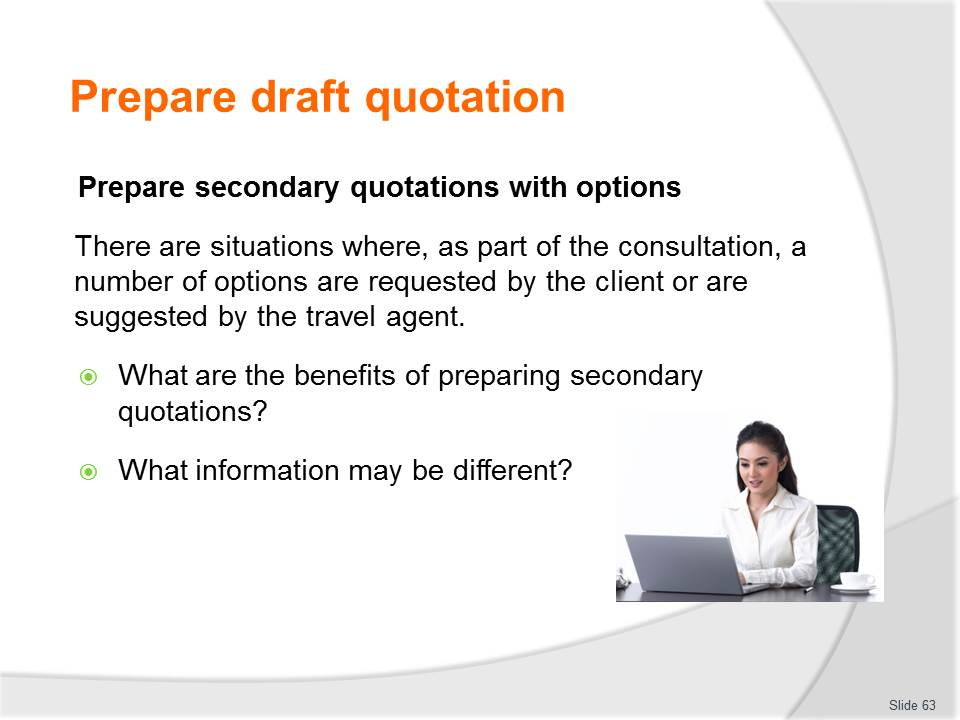 Prepare draft quotation
Prepare secondary quotations with options
There are situations where, as part of the consultation, a
number of options are requested by the client or are
suggested by the travel agent.
What are the benefits of preparing secondary
quotations?
What information may be different?
Slide 63